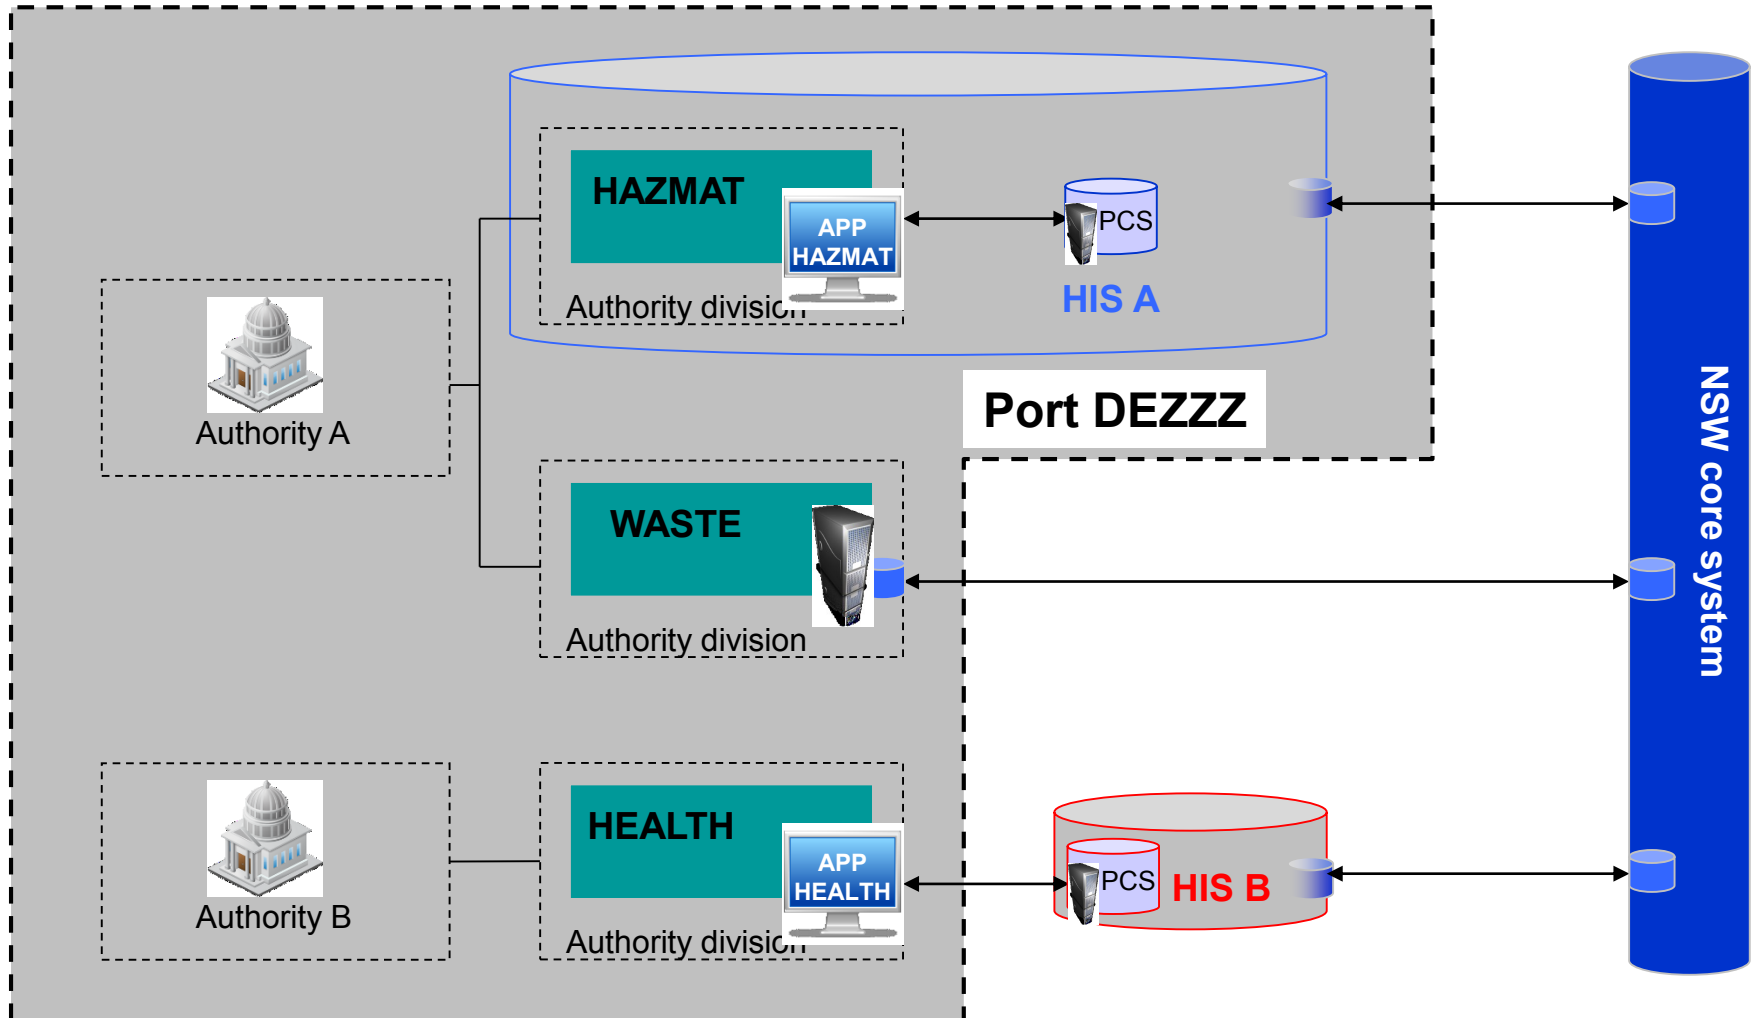 HAZMAT
APP
HAZMAT
Authority division
PCS
HIS A
Authority A
Port DEZZZ
WASTE
Authority division
NSW core system
HEALTH
APP
HEALTH
Authority division
PCS
HIS B
Authority B